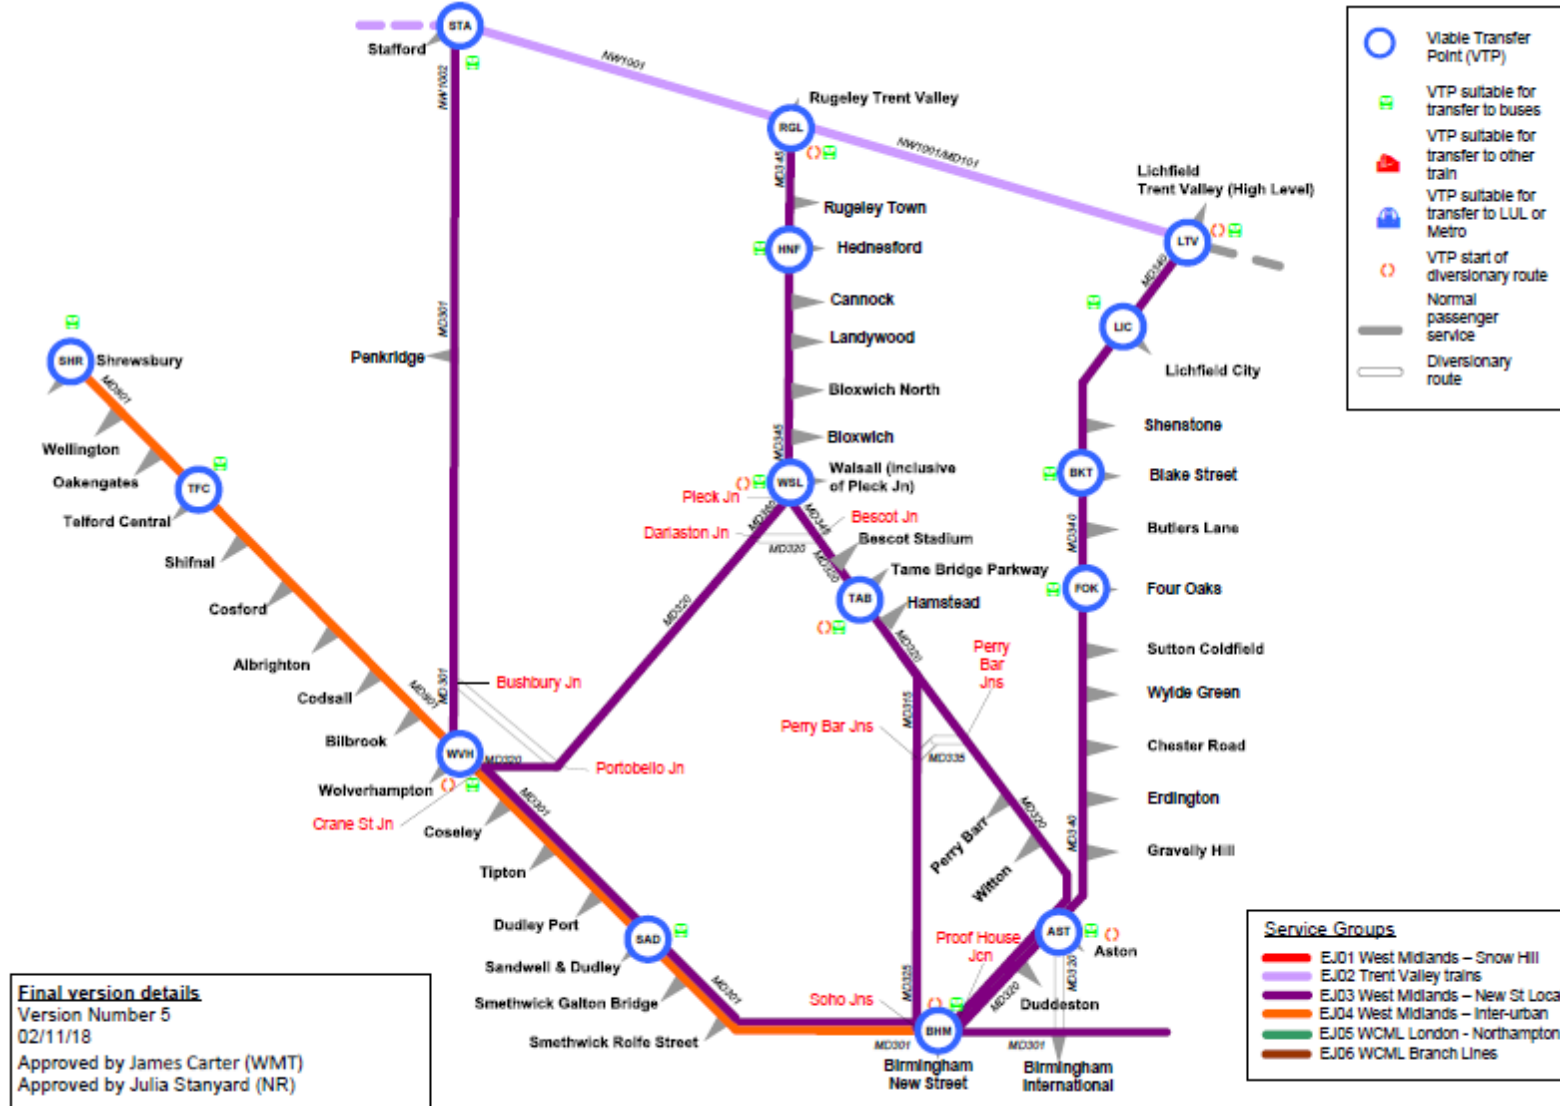 STA
Stafford
NW1001
NW1002
Rugeley Trent Valley
RGL
MD345
NW1001/MD101
Lichfield
Trent Valley (High Level)
LTV
MD340
Rugeley Town
HNF
Hednesford
Cannock
Landywood
Bloxwich North
Bloxwich
MD345
LIC
Lichfield City
Shenstone
BKT
Blake Street
MD340
Butlers Lane
FOK
Four Oaks
Sutton Coldfield
Wylde Green
Chester Road
Erdington
MD340
Gravelly Hill
MD301
Penkridge
SHR
Shrewsbury
Wellington
Oakengates
TFC
Telford Central
Shifnal
Cosford
Albrighton
Codsall
Bilbrook
WVH
Wolverhampton
MD301
MD320
Bushbury Jn
Portobello Jn
Crane St Jn
WSL
Walsall (inclusive
of Pleck Jn)
Pleck Jn
MD345
Darlaston Jn
MD320
Bescot Jn
Bescot Stadium
MD320
Tame Bridge Parkway
TAB
Hamstead
MD320
MD320
Perry
Bar
Jns
Perry Bar Jns
MD315
MD335
MD320
Perry Barr
Witton
MD301
Coseley
Tipton
Dudley Port
SAD
Sandwell & Dudley
Smethwick Galton Bridge
MD301
Smethwick Rolfe Street
Soho Jns
MD325
Proof House
Jcn
AST
Aston
MD320
MD320
Duddeston
BHM
MD301
Birmingham
New Street
MD301
Birmingham
International
Viable Transfer
Point (VTP)
VTP suitable for
transfer to buses
VTP suitable for
transfer to other
train
VTP suitable for
transfer to LUL or
Metro
VTP start of
diversionary route
Normal
passenger
service
Diversionary
route
Service Groups
EJ01 West Midlands – Snow Hill
EJ02 Trent Valley trains
EJ03 West Midlands – New St Loca
EJ04 West Midlands – Inter-urban
EJ05 WCML London - Northampton
EJ06 WCML Branch Lines
Final version details
Version Number 5
02/11/18
Approved by James Carter (WMT)
Approved by Julia Stanyard (NR)